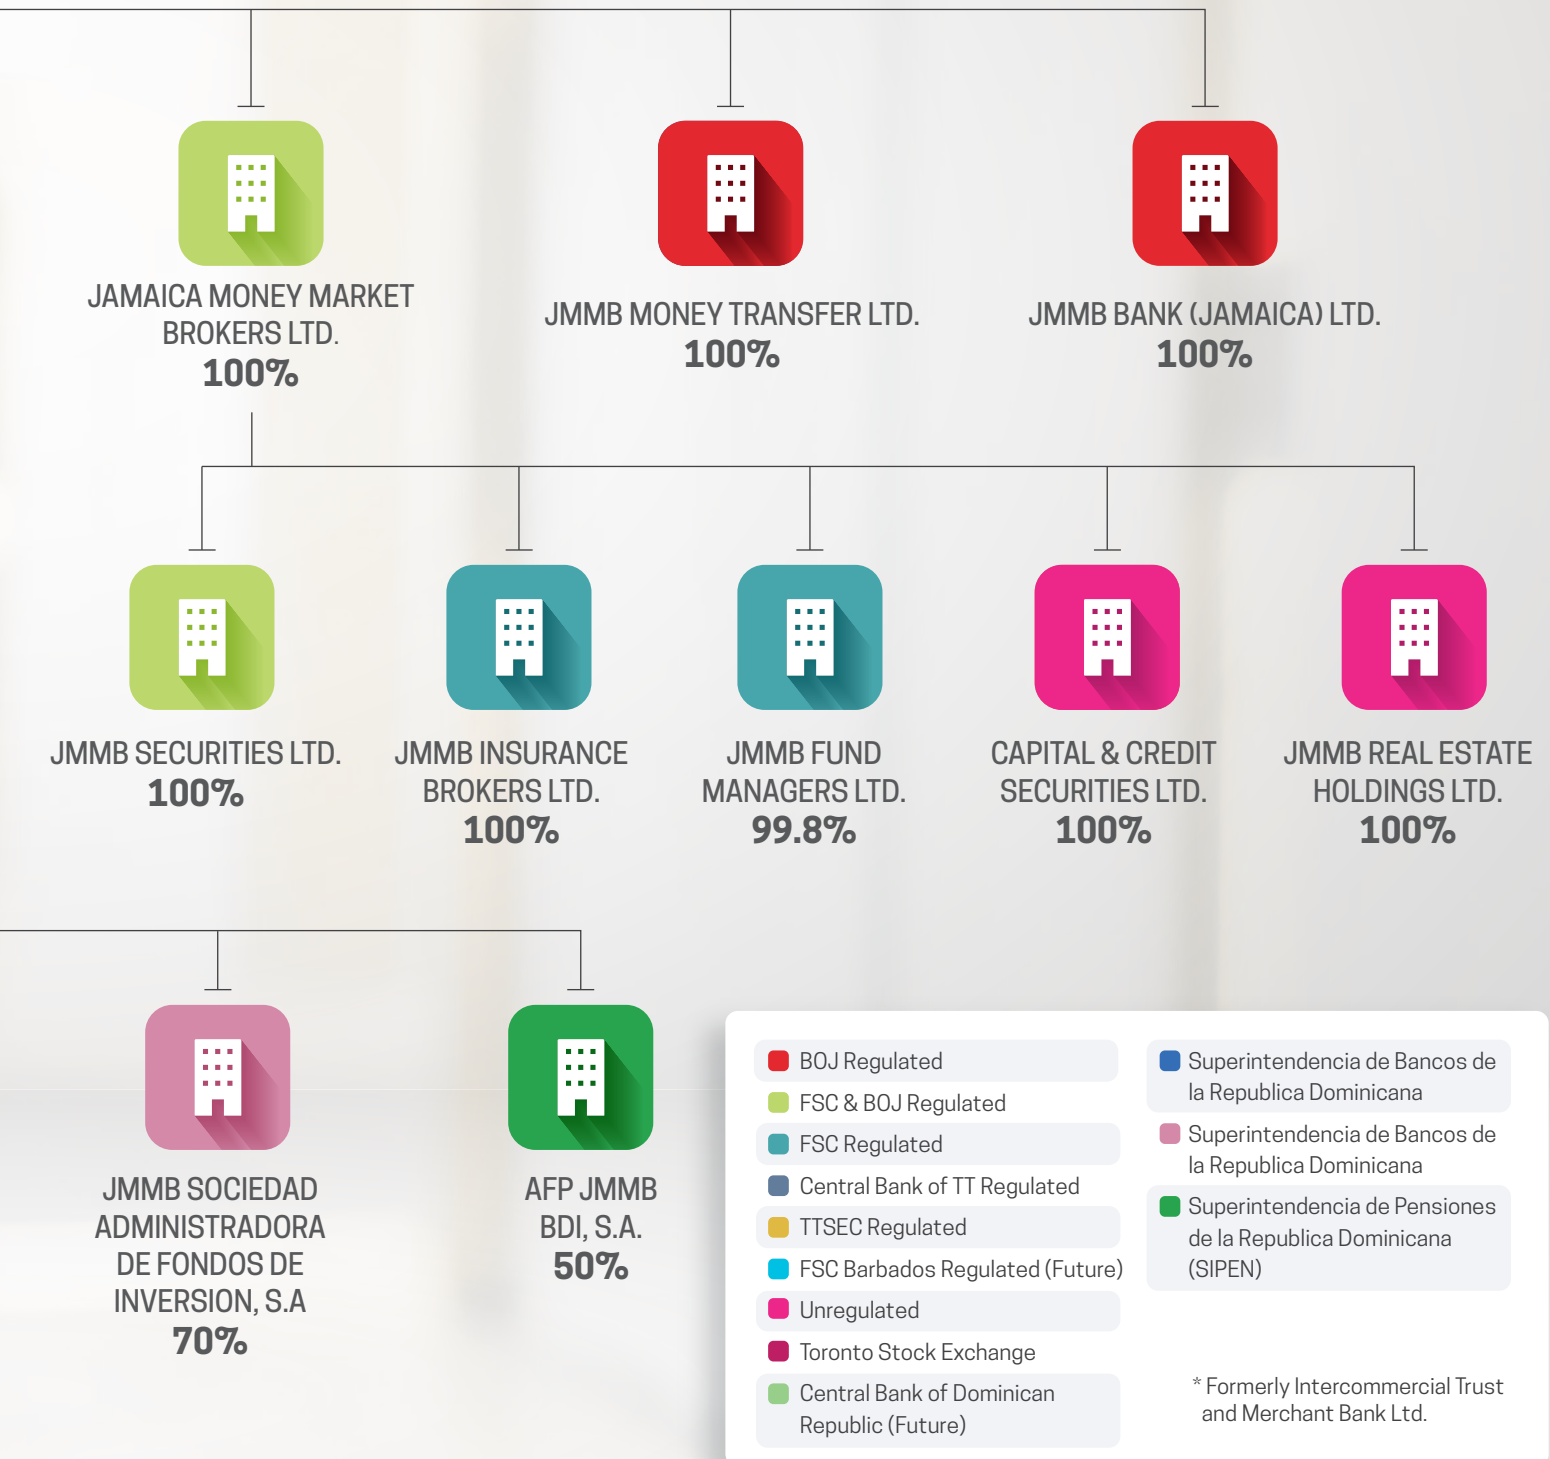 JAMAICA MONEY MARKET
BROKERS LTD.
100%
JMMB MONEY TRANSFER LTD.
100%
JMMB BANK (JAMAICA) LTD.
100%
JMMB SECURITIES LTD.
100%
JMMB INSURANCE
BROKERS LTD.
100%
JMMB FUND
MANAGERS LTD.
99.8%
CAPITAL & CREDIT
SECURITIES LTD.
100%
JMMB REAL ESTATE
HOLDINGS LTD.
100%
JMMB SOCIEDAD
ADMINISTRADORA
DE FONDOS DE
INVERSION, S.A
70%
AFP JMMB
BDI, S.A.
50%
BOJ Regulated
FSC & BOJ Regulated
FSC Regulated
Central Bank of TT Regulated
TTSEC Regulated
FSC Barbados Regulated (Future)
Unregulated
Toronto Stock Exchange
Central Bank of Dominican
Republic (Future)
Superintendencia de Bancos de
la Republica Dominicana
Superintendencia de Bancos de
la Republica Dominicana
Superintendencia de Pensiones
de la Republica Dominicana
(SIPEN)
* Formerly Intercommercial Trust
and Merchant Bank Ltd.